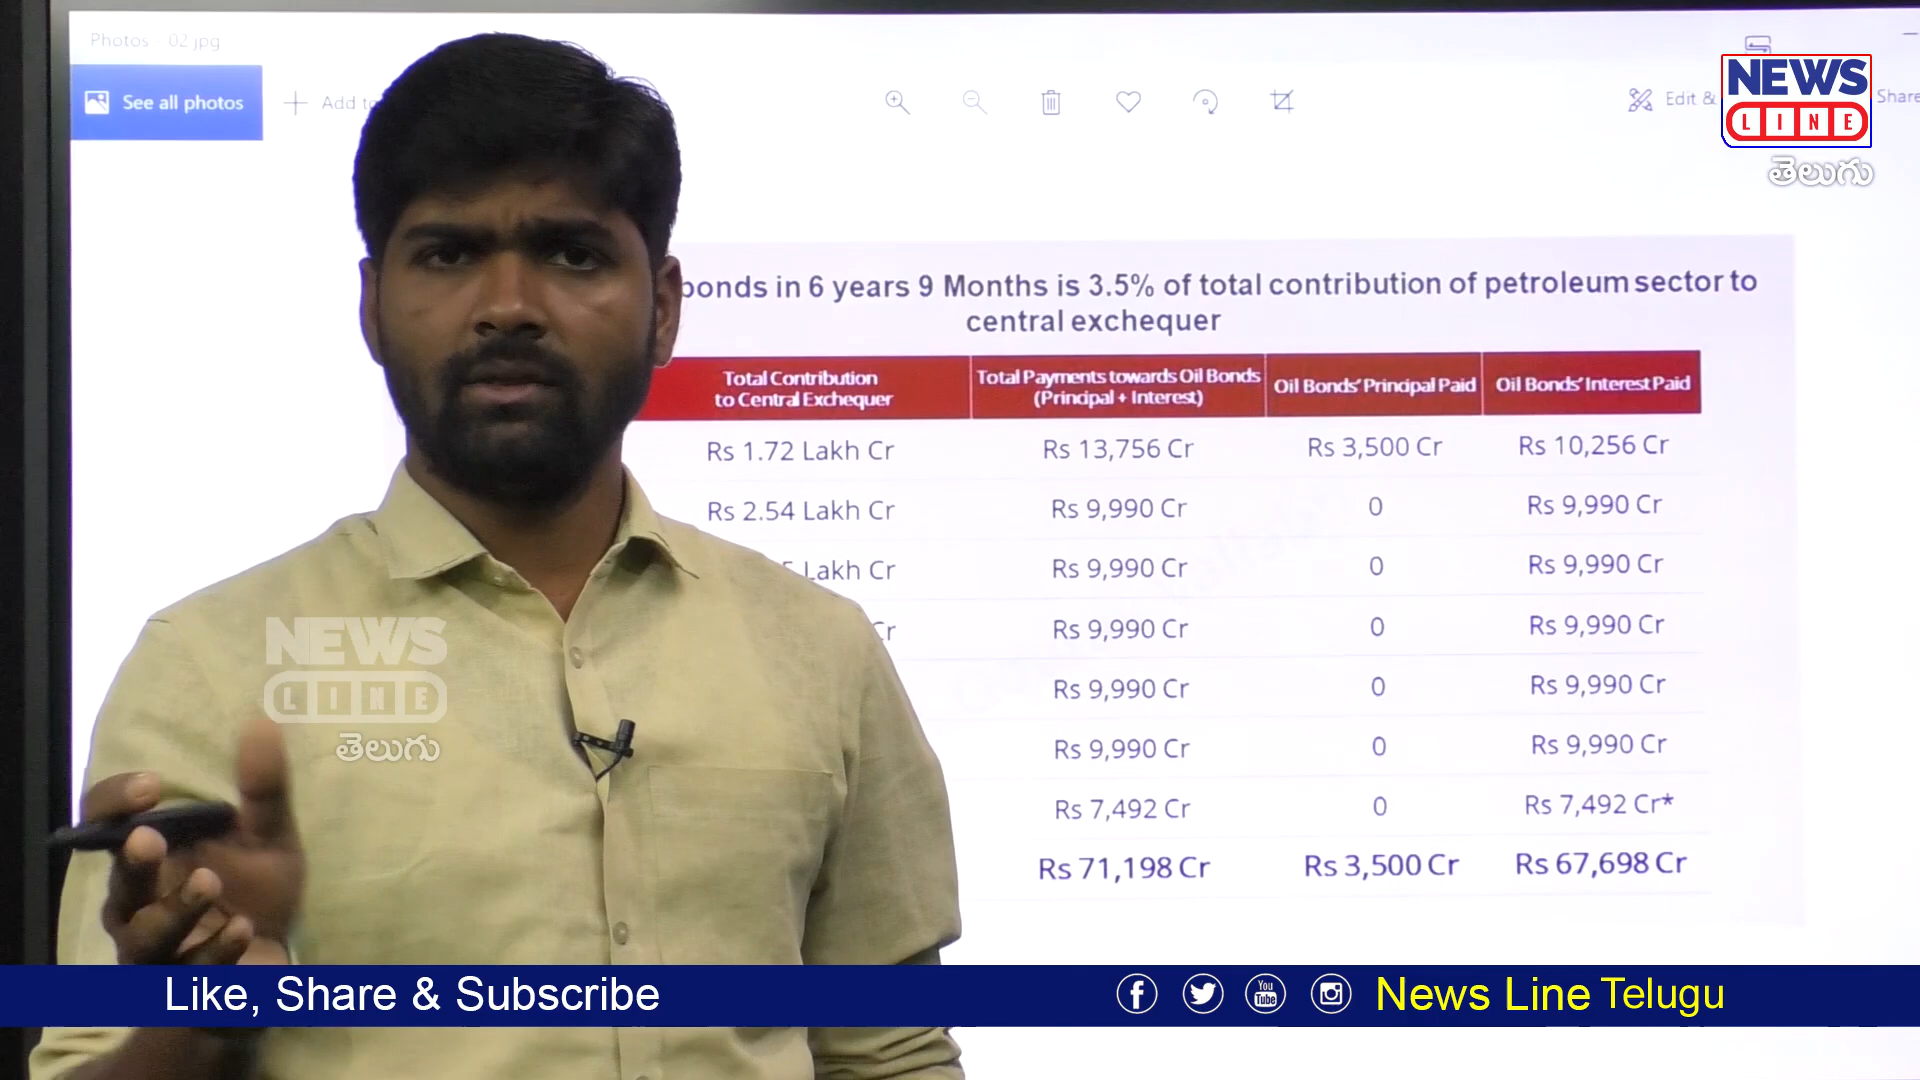 Photos - 02.jpg
See all photos
Add to
Edit &
Share
NEWS
LINE
తెలుగు
bonds in 6 years 9 Months is 3.5% of total contribution of petroleum sector to
central exchequer
Total Contribution
to Central Exchequer
Total Payments towards Oil Bonds
(Principal + Interest)
Oil Bonds' Principal Paid
Oil Bonds' Interest Paid
Rs 1.72 Lakh Cr Rs 13,756 Cr Rs 3,500 Cr Rs 10,256 Cr
Rs 2.54 Lakh Cr Rs 9,990 Cr 0 Rs 9,990 Cr
Lakh Cr Rs 9,990 Cr 0 Rs 9,990 Cr
Cr Rs 9,990 Cr 0 Rs 9,990 Cr
Rs 9,990 Cr 0 Rs 9,990 Cr
Rs 9,990 Cr 0 Rs 9,990 Cr
Rs 7,492 Cr 0 Rs 7,492 Cr*
Rs 71,198 Cr Rs 3,500 Cr Rs 67,698 Cr
NEWS
LINE
తెలుగు
Like, Share & Subscribe
You
Tube
News Line Telugu